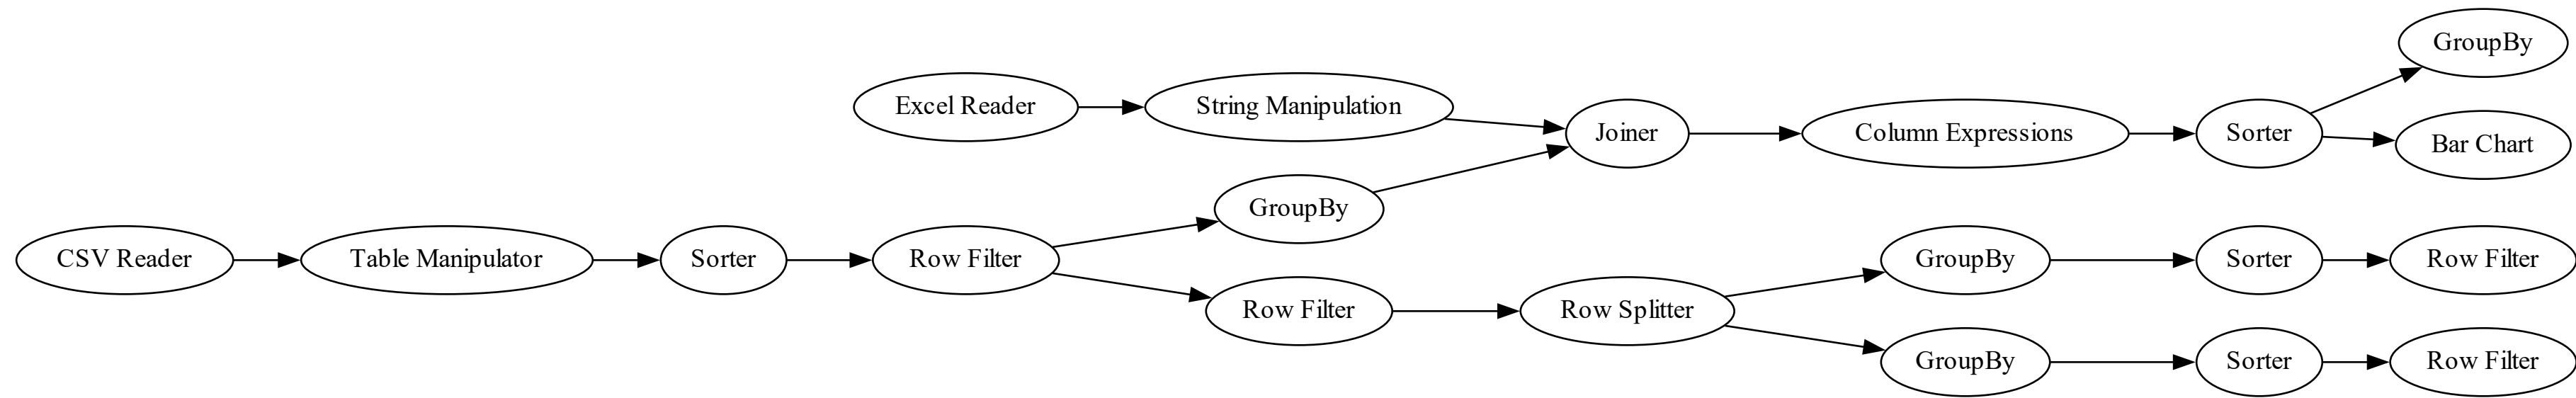 GroupBy
Excel Reader
String Manipulation
Joiner
Column Expressions
Sorter
Bar Chart
GroupBy
CSV Reader
Table Manipulator
Sorter
Row Filter
GroupBy
Sorter
Row Filter
Row Filter
Row Splitter
GroupBy
Sorter
Row Filter